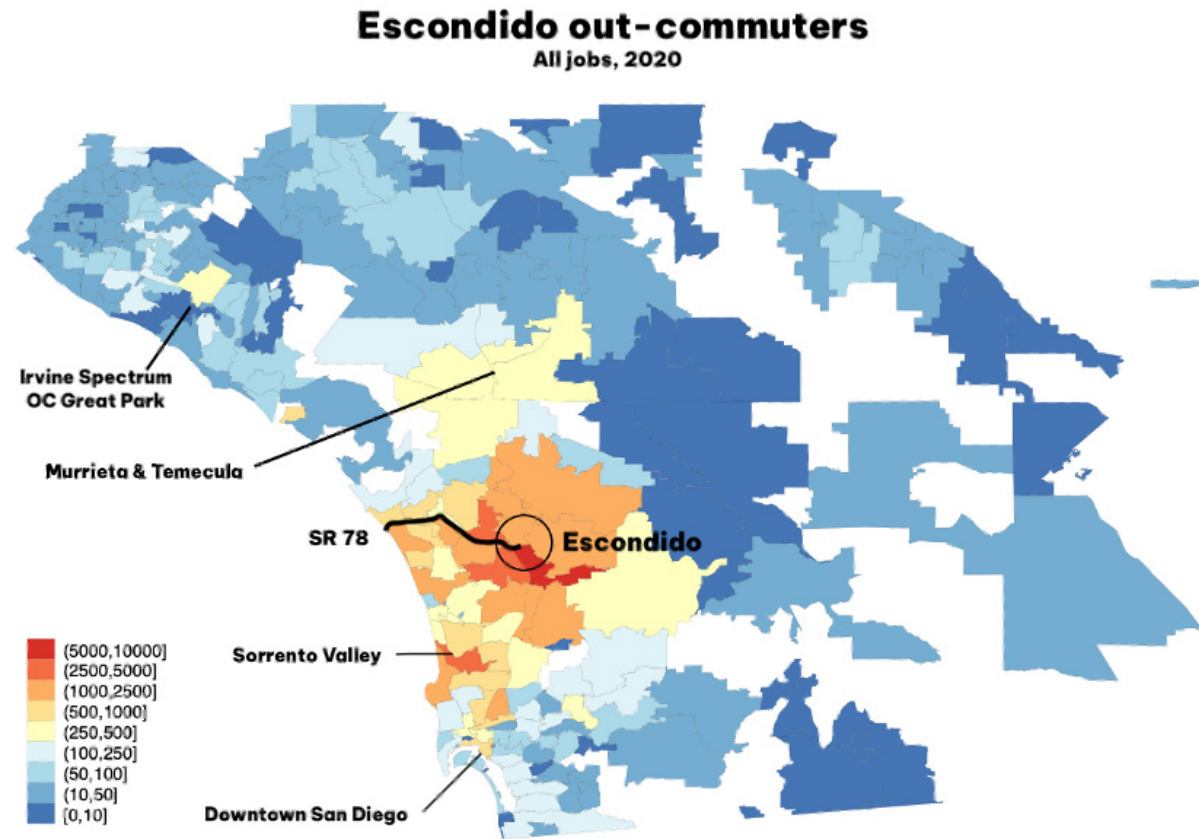 Escondido out-commuters
All jobs, 2020
Irvine Spectrum
OC Great Park
Murrieta & Temecula
SR 78
Escondido
Sorrento Valley
Downtown San Diego
(5000,10000]
(2500,5000]
(1000,2500]
(500,1000]
(250,500]
(100,250]
(50,100]
(10,50]
[0,10]